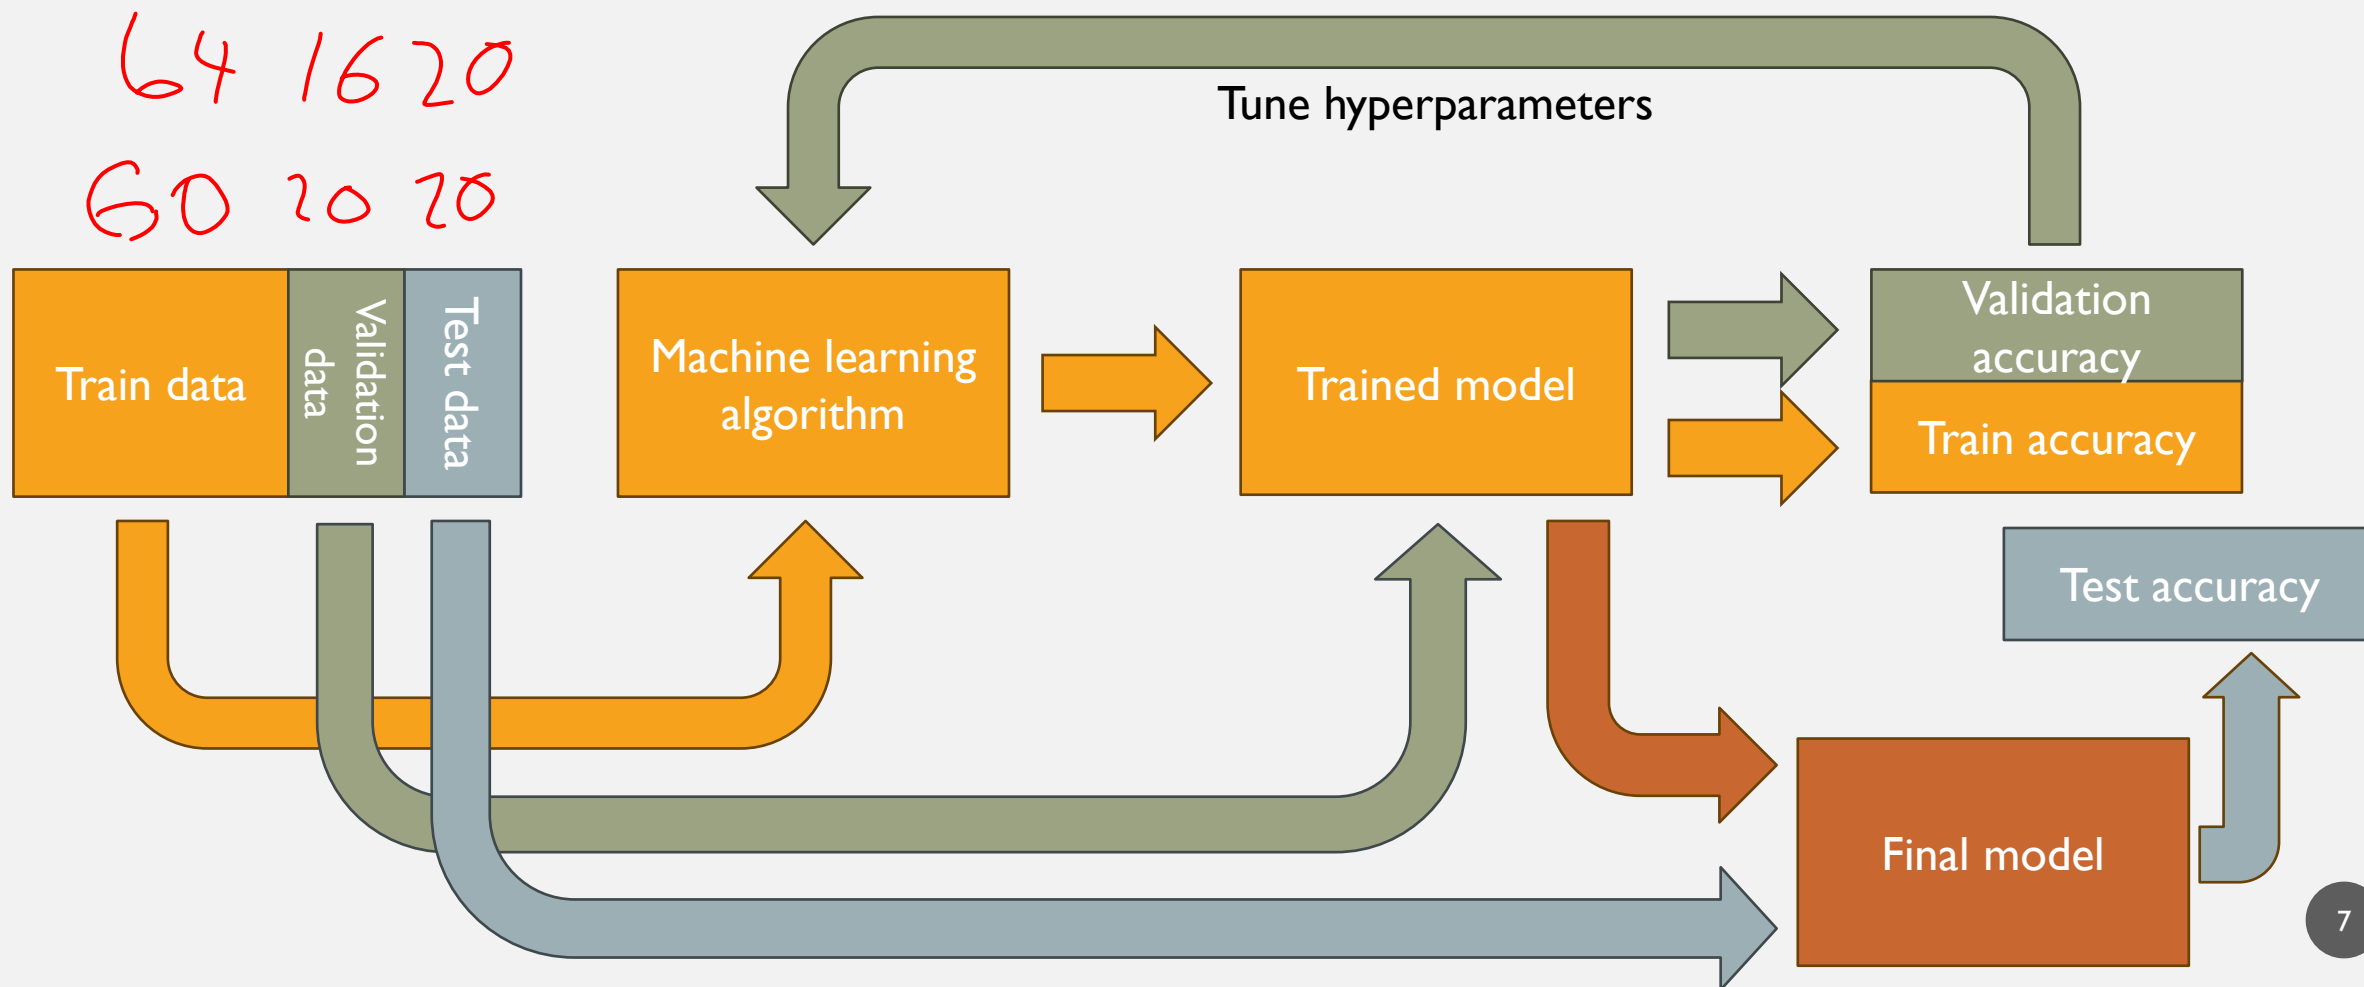 64 16 20
Tune hyperparameters
60 20 20
Train data
Validation
data
Test data
Machine learning
algorithm
Trained model
Validation
accuracy
Train accuracy
Test accuracy
Final model
7